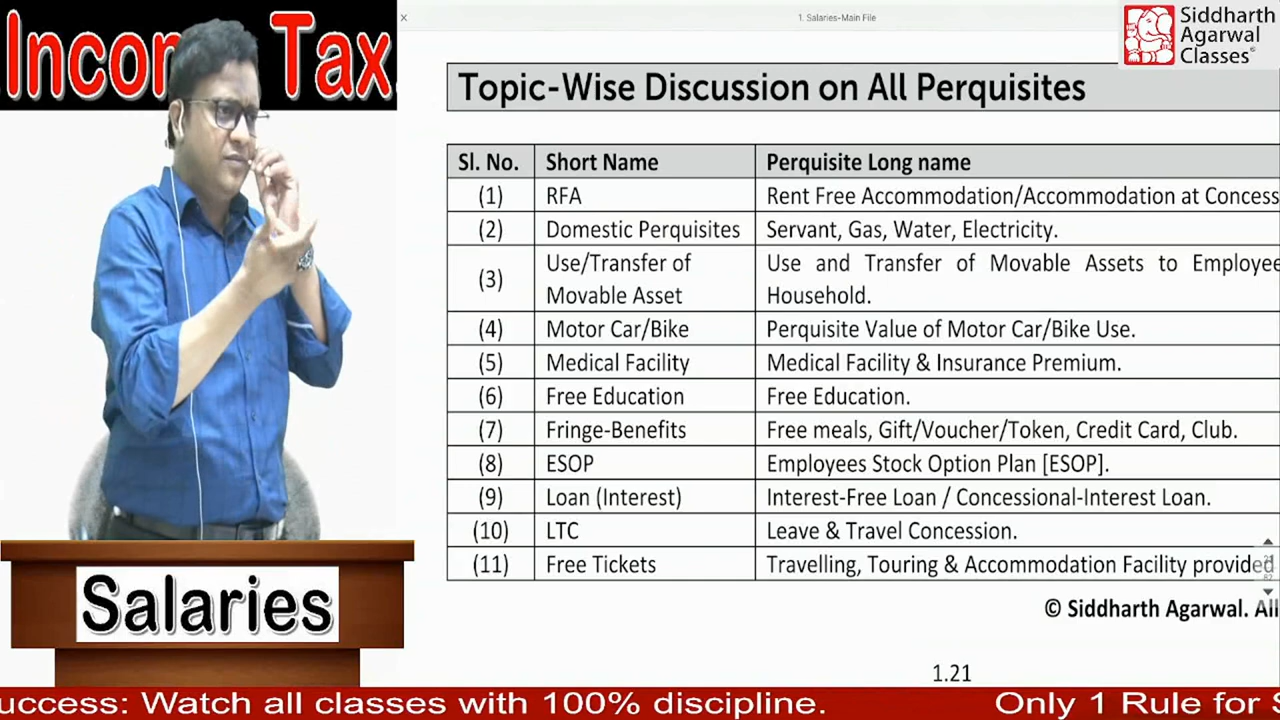 Income Tax
1. Salaries-Main File
Siddharth
Agarwal
Classes
Topic-Wise Discussion on All Perquisites
Sl. No. Short Name Perquisite Long name
(1) RFA Rent Free Accommodation/Accommodation at Concess
(2) Domestic Perquisites Servant, Gas, Water, Electricity.
(3) Use/Transfer of Movable Asset Use and Transfer of Movable Assets to Employee
Household.
(4) Motor Car/Bike Perquisite Value of Motor Car/Bike Use.
(5) Medical Facility Medical Facility & Insurance Premium.
(6) Free Education Free Education.
(7) Fringe-Benefits Free meals, Gift/Voucher/Token, Credit Card, Club.
(8) ESOP Employees Stock Option Plan [ESOP].
(9) Loan (Interest) Interest-Free Loan / Concessional-Interest Loan.
(10) LTC Leave & Travel Concession.
(11) Free Tickets Travelling, Touring & Accommodation Facility provided
© Siddharth Agarwal. All
1.21
Salaries
uccess: Watch all classes with 100% discipline. Only 1 Rule for S